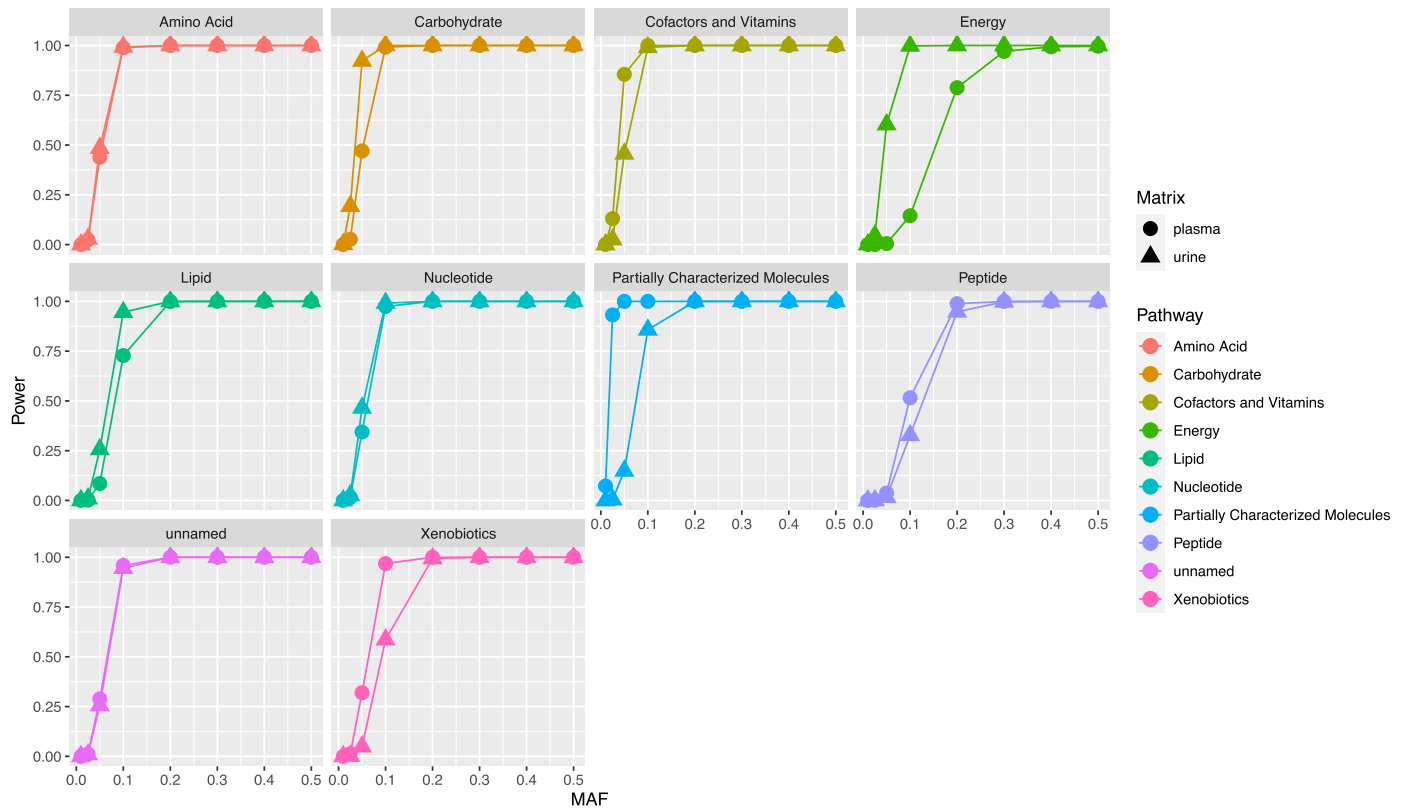 Amino Acid
Carbohydrate
Cofactors and Vitamins
Energy
1.00
0.75
0.50
0.25
0.00
Lipid
Nucleotide
Partially Characterized Molecules
Peptide
1.00
0.75
0.50
0.25
0.00
0.0 0.1 0.2 0.3 0.4 0.5
0.0 0.1 0.2 0.3 0.4 0.5
unnamed
Xenobiotics
1.00
0.75
0.50
0.25
0.00
0.0 0.1 0.2 0.3 0.4 0.5
0.0 0.1 0.2 0.3 0.4 0.5
Power
MAF
Matrix
plasma
urine
Pathway
Amino Acid
Carbohydrate
Cofactors and Vitamins
Energy
Lipid
Nucleotide
Partially Characterized Molecules
Peptide
unnamed
Xenobiotics